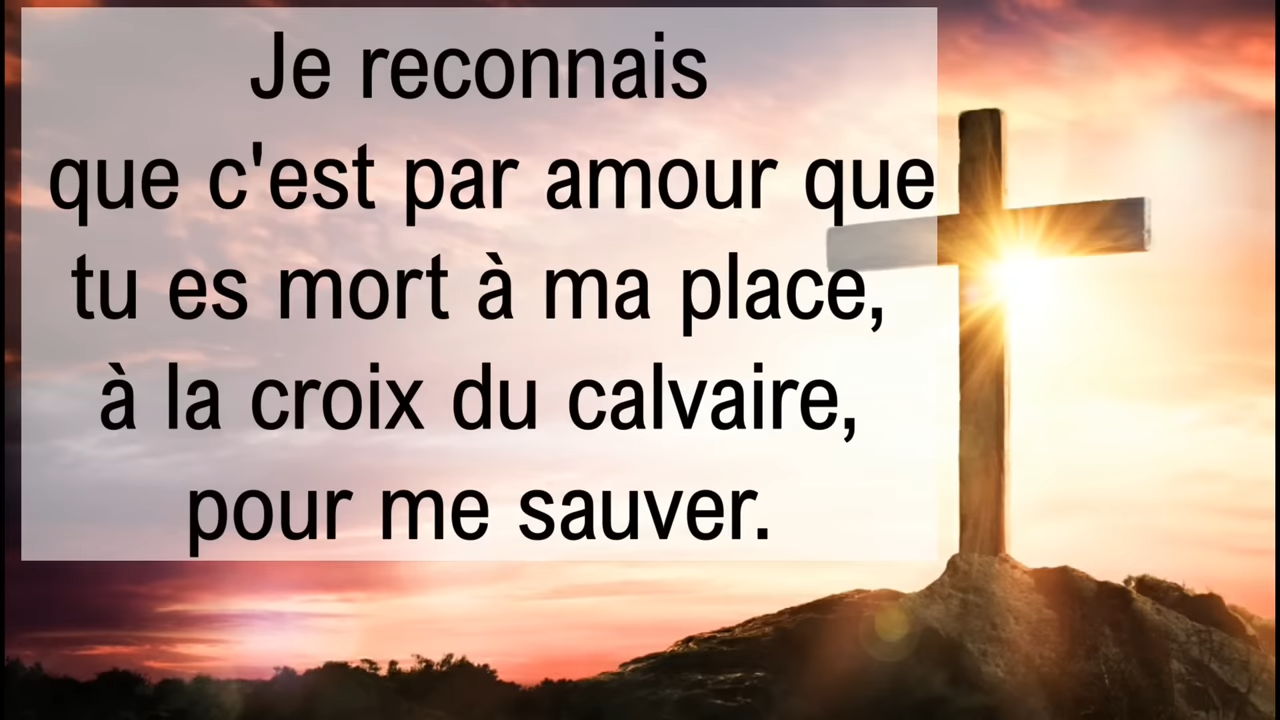 Je reconnais
que c'est par amour que
tu es mort à ma place,
à la croix du calvaire,
pour me sauver.